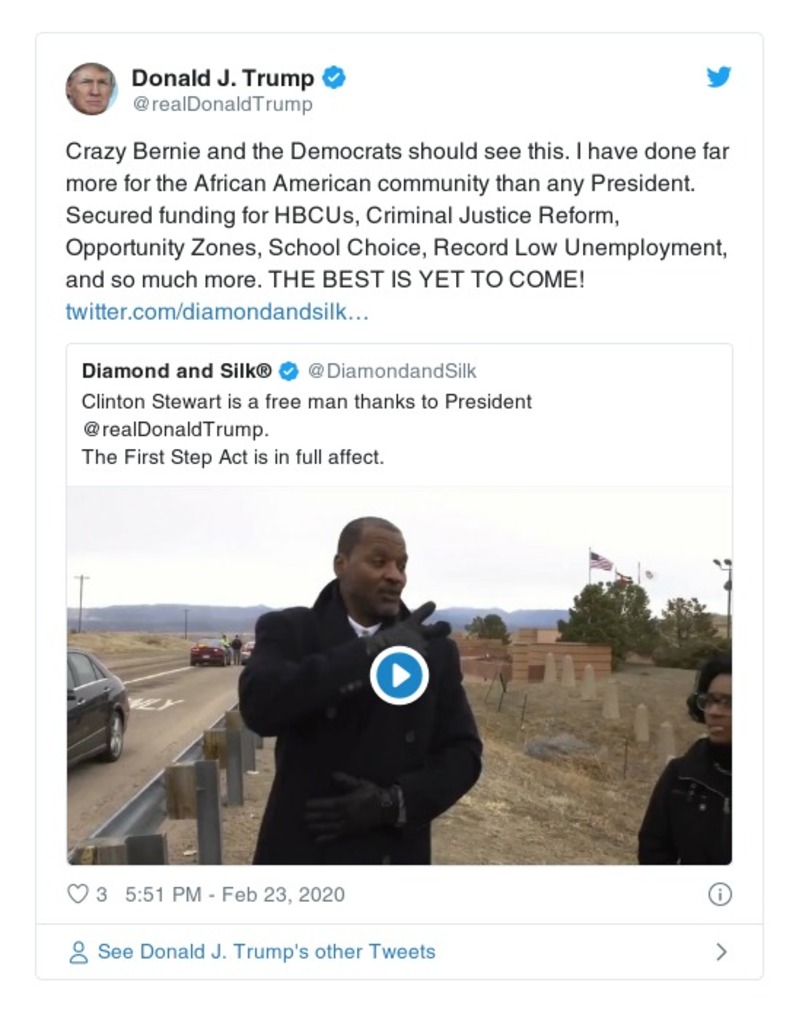 Donald J. Trump
@realDonaldTrump
Crazy Bernie and the Democrats should see this. I have done far
more for the African American community than any President.
Secured funding for HBCUs, Criminal Justice Reform,
Opportunity Zones, School Choice, Record Low Unemployment,
and so much more. THE BEST IS YET TO COME!
twitter.com/diamondandsilk…
Diamond and Silk® @DiamondandSilk
Clinton Stewart is a free man thanks to President
@realDonaldTrump.
The First Step Act is in full affect.
NLY
3 5:51 PM - Feb 23, 2020
See Donald J. Trump's other Tweets